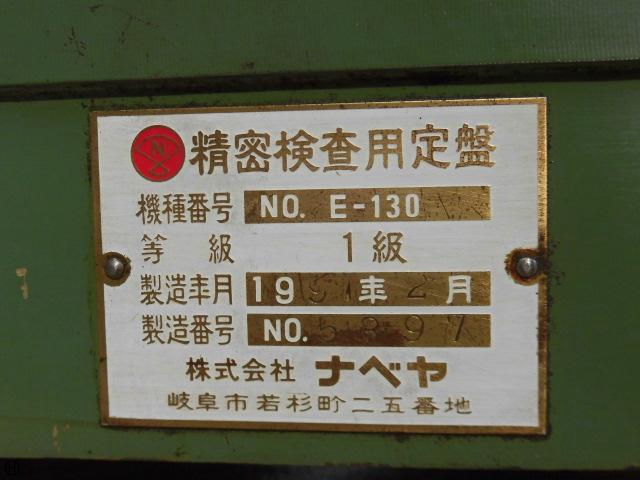 N 精密検査用定盤
機種番号 NO. E-130
等級 1級
製造年月 19 年 2 月
製造番号 NO. 5897
株式会社 ナベヤ
岐阜市若杉町二五番地